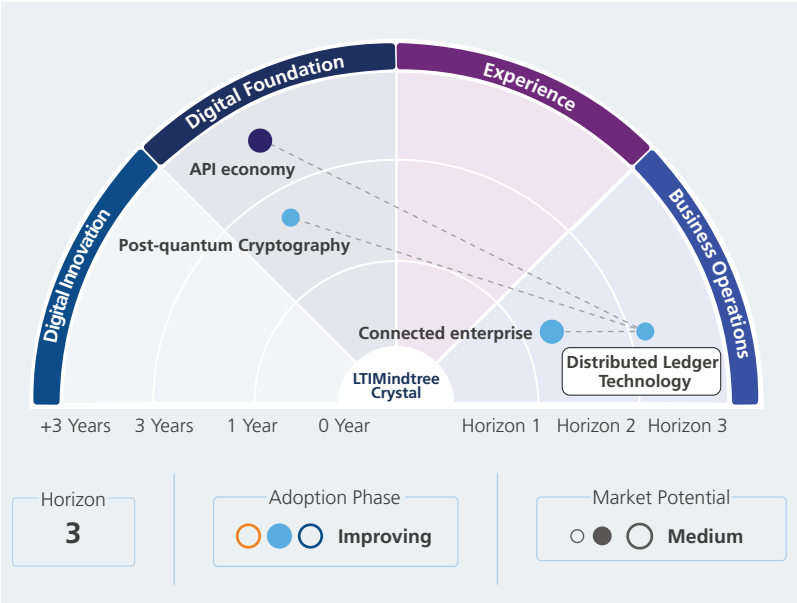 Digital Foundation
Experience
Digital Innovation
Business Operations
API economy
Post-quantum Cryptography
Connected enterprise
Distributed Ledger
Technology
LTIMindtree
Crystal
+3 Years
3 Years
1 Year
0 Year
Horizon 1
Horizon 2
Horizon 3
Horizon
3
Adoption Phase
Improving
Market Potential
Medium